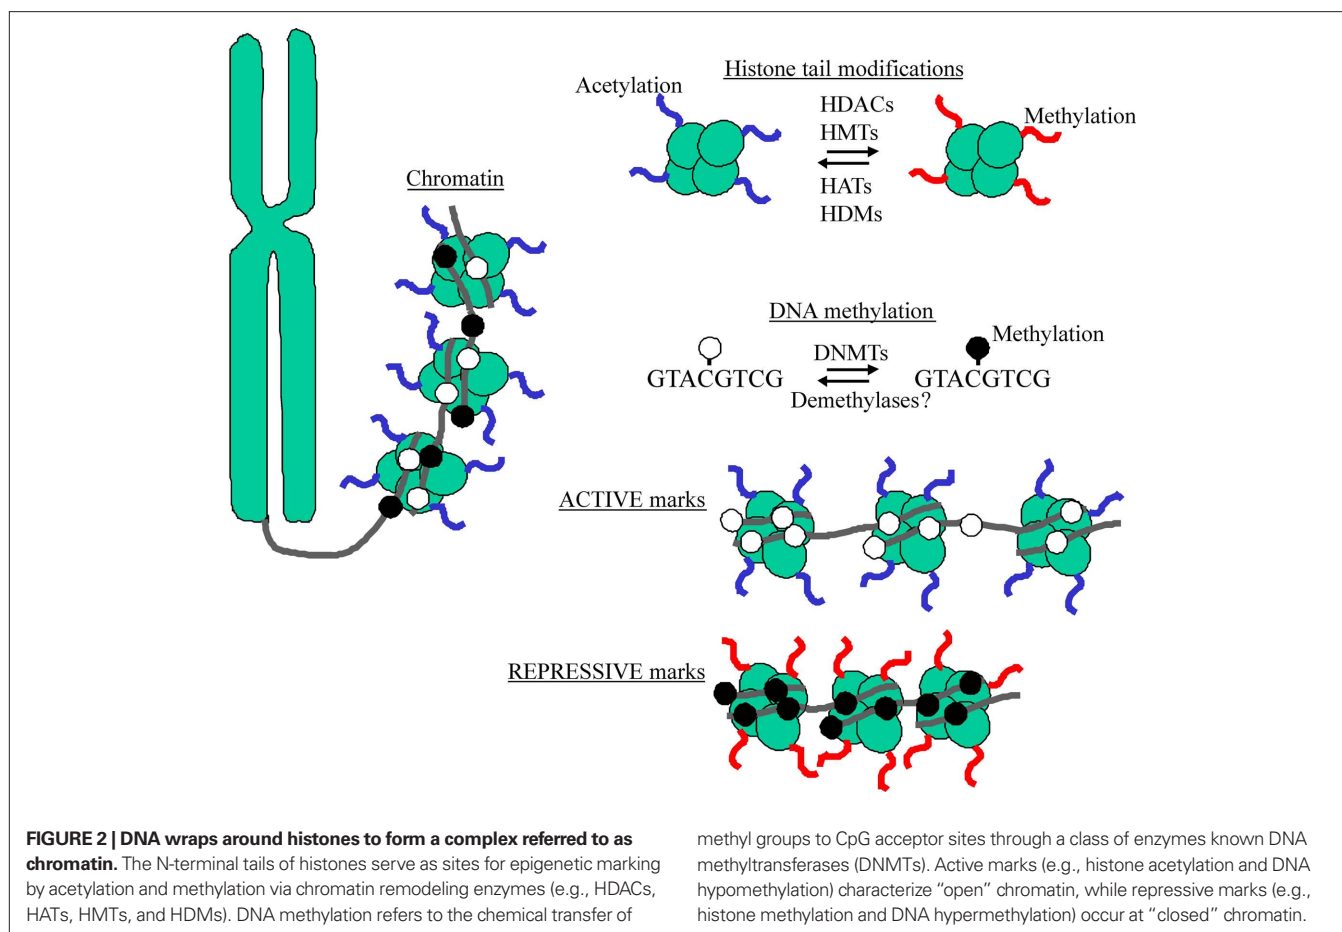 Histone tail modifications
Acetylation
HDACs
HMTs
Methylation
HATs
HDMs
Chromatin
DNA methylation
Methylation
DNMTs
GTACGTCG
GTACGTCG
Demethylases?
ACTIVE marks
REPRESSIVE marks
FIGURE 2 | DNA wraps around histones to form a complex referred to as
chromatin. The N-terminal tails of histones serve as sites for epigenetic marking
by acetylation and methylation via chromatin remodeling enzymes (e.g., HDACs,
HATs, HMTs, and HDMs). DNA methylation refers to the chemical transfer of
methyl groups to CpG acceptor sites through a class of enzymes known DNA
methyltransferases (DNMTs). Active marks (e.g., histone acetylation and DNA
hypomethylation) characterize “open” chromatin, while repressive marks (e.g.,
histone methylation and DNA hypermethylation) occur at “closed” chromatin.